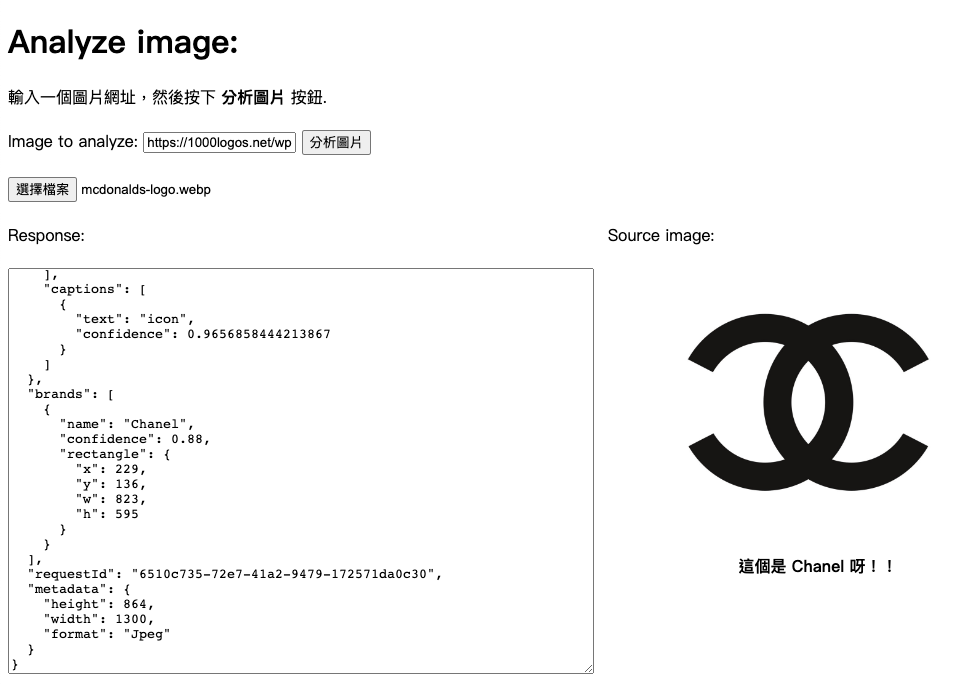 Analyze image:
輸入一個圖片網址，然後按下 分析圖片 按鈕.
Image to analyze: https://1000logos.net/wp 分析圖片
選擇檔案 mcdonalds-logo.webp
Response:
Source image:
    ],
    "captions": [
      {
        "text": "icon",
        "confidence": 0.9656858444213867
      }
    ]
  },
  "brands": [
    {
      "name": "Chanel",
      "confidence": 0.88,
      "rectangle": {
        "x": 229,
        "y": 136,
        "w": 823,
        "h": 595
      }
    }
  ],
  "requestId": "6510c735-72e7-41a2-9479-172571da0c30",
  "metadata": {
    "height": 864,
    "width": 1300,
    "format": "Jpeg"
  }
}
這個是 Chanel 呀！！